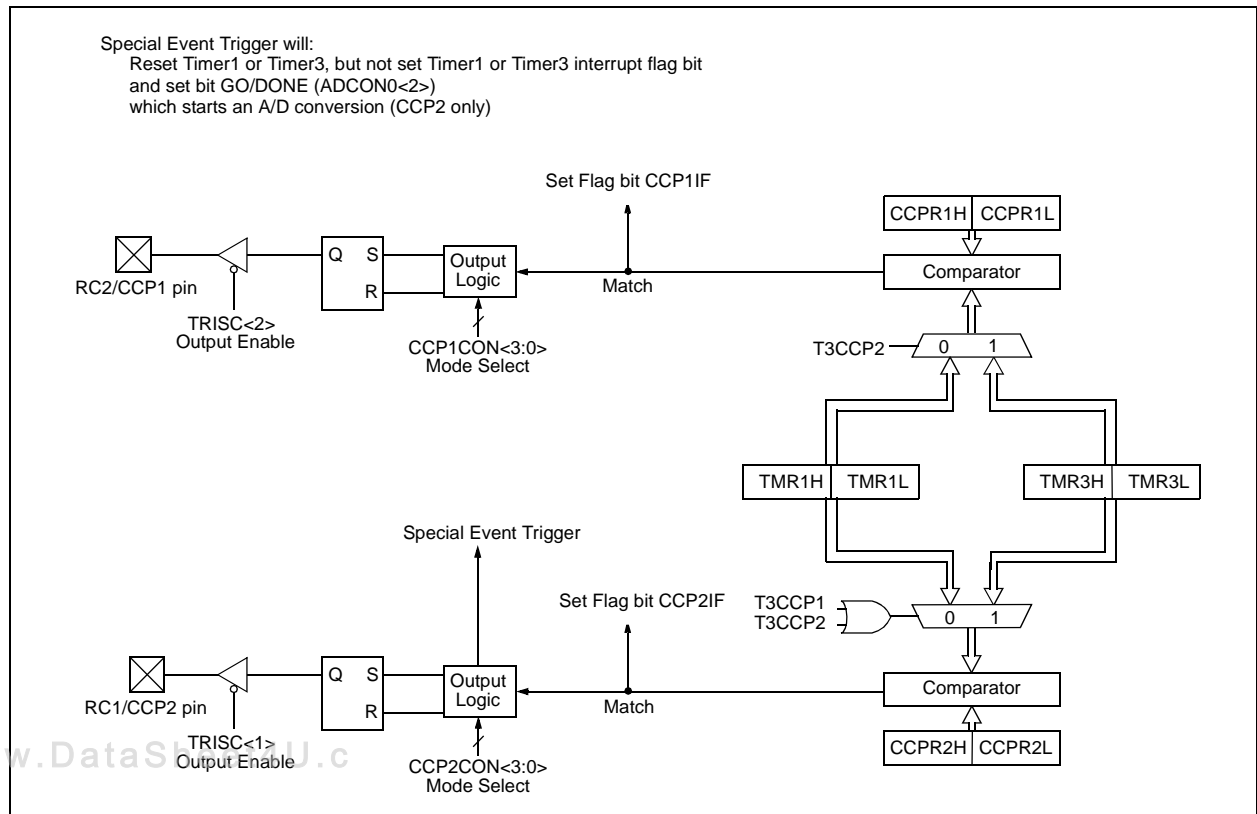 Special Event Trigger will:
Reset Timer1 or Timer3, but not set Timer1 or Timer3 interrupt flag bit
and set bit GO/DONE (ADCON0<2>)
which starts an A/D conversion (CCP2 only)
Set Flag bit CCP1IF
CCPR1H CCPR1L
Q S
R
Output
Logic
Comparator
RC2/CCP1 pin
Match
TRISC<2>
Output Enable
CCP1CON<3:0>
Mode Select
T3CCP2
0 1
TMR1H TMR1L
TMR3H TMR3L
Special Event Trigger
Set Flag bit CCP2IF
T3CCP1
T3CCP2
0 1
Q S
R
Output
Logic
Comparator
RC1/CCP2 pin
Match
TRISC<1>
Output Enable
CCP2CON<3:0>
Mode Select
CCPR2H CCPR2L
w.DataSheet4U.c